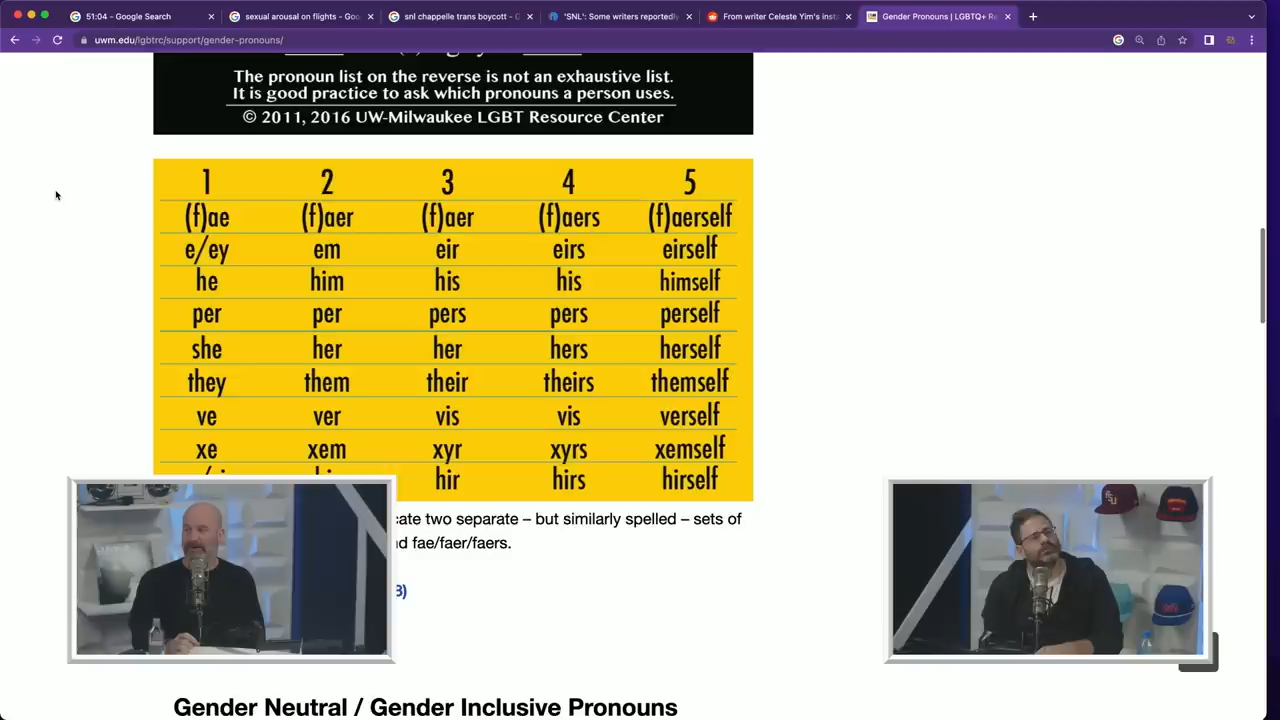 51:04 - Google Search
sexual arousal on flights - Goo
snl chappelle trans boycott - G
'SNL': Some writers reportedly
From writer Celeste Yim's inst
Gender Pronouns | LGBTQ+ Re
uwm.edu/lgbtrc/support/gender-pronouns/
The pronoun list on the reverse is not an exhaustive list.
It is good practice to ask which pronouns a person uses.
© 2011, 2016 UW-Milwaukee LGBT Resource Center
1 2 3 4 5
(f)ae (f)aer (f)aer (f)aers (f)aerself
e/ey em eir eirs eirself
he him his his himself
per per pers pers perself
she her her hers herself
they them their theirs themself
ve ver vis vis verself
xe xem xyr xyrs xemself
hir hirs hirself
cate two separate – but similarly spelled – sets of
nd fae/faer/faers.
3)
Gender Neutral / Gender Inclusive Pronouns